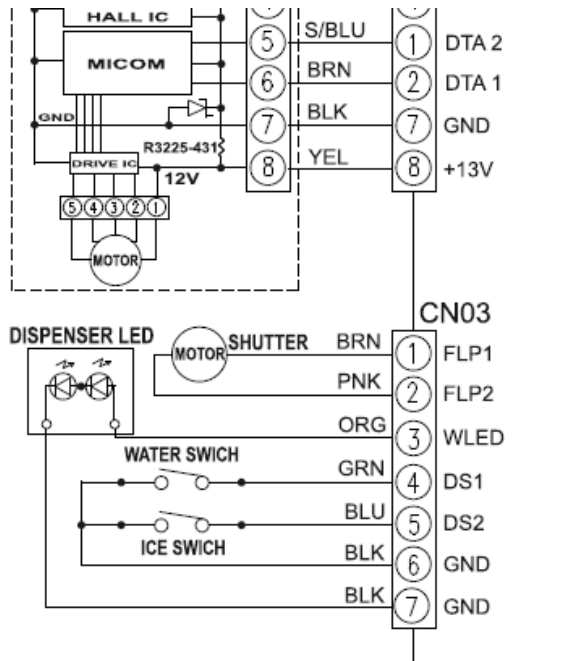 HALL IC
S/BLU
5
1
DTA 2
MICOM
BRN
6
2
DTA 1
GND
BLK
7
7
GND
R3225-431
YEL
DRIVE IC
12V
8
8
+13V
5 4 3 2 1
MOTOR
CN03
DISPENSER LED
MOTOR
SHUTTER
BRN
1
FLP1
PNK
2
FLP2
ORG
3
WLED
WATER SWICH
GRN
4
DS1
BLU
5
DS2
ICE SWICH
BLK
6
GND
BLK
7
GND